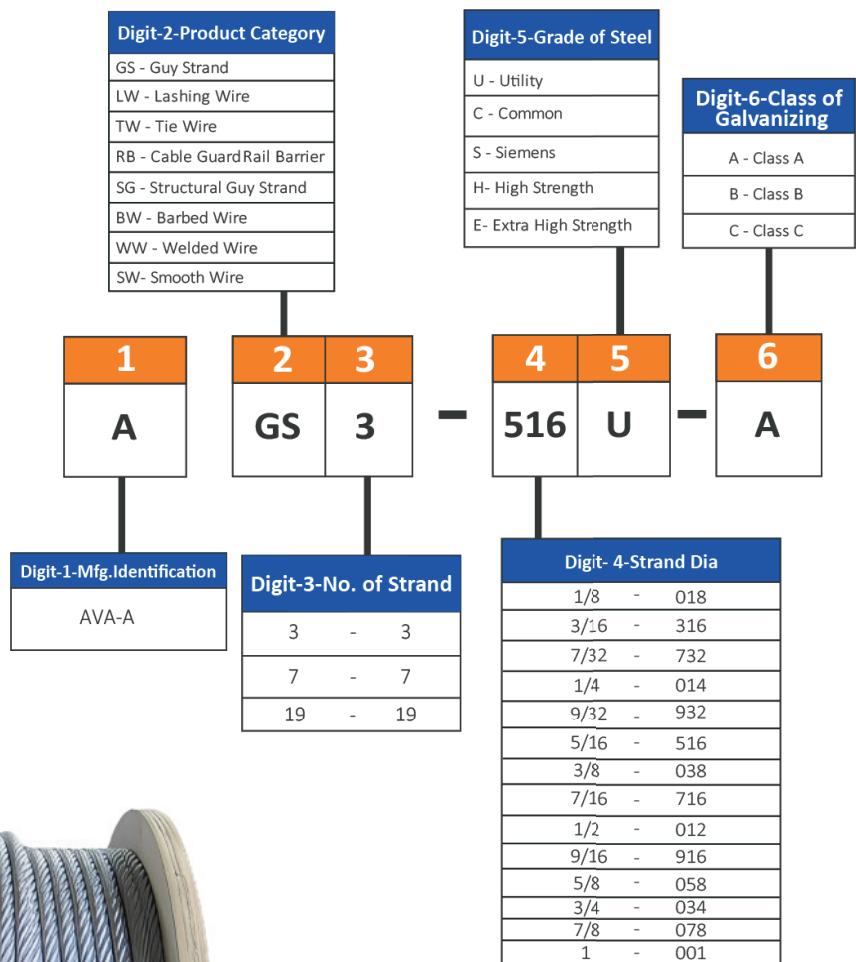 Digit-2-Product Category
GS - Guy Strand
LW - Lashing Wire
TW - Tie Wire
RB - Cable GuardRail Barrier
SG - Structural Guy Strand
BW - Barbed Wire
WW - Welded Wire
SW- Smooth Wire
Digit-5-Grade of Steel
U - Utility
C - Common
S - Siemens
H- High Strength
E- Extra High Strength
Digit-6-Class of
Galvanizing
A - Class A
B - Class B
C - Class C
1 2 3 4 5 6
A GS 3 - 516 U - A
Digit-1-Mfg.Identification
AVA-A
Digit-3-No. of Strand
3 - 3
7 - 7
19 - 19
Digit- 4-Strand Dia
1/8 - 018
3/16 - 316
7/32 - 732
1/4 - 014
9/32 - 932
5/16 - 516
3/8 - 038
7/16 - 716
1/2 - 012
9/16 - 916
5/8 - 058
3/4 - 034
7/8 - 078
1 - 001